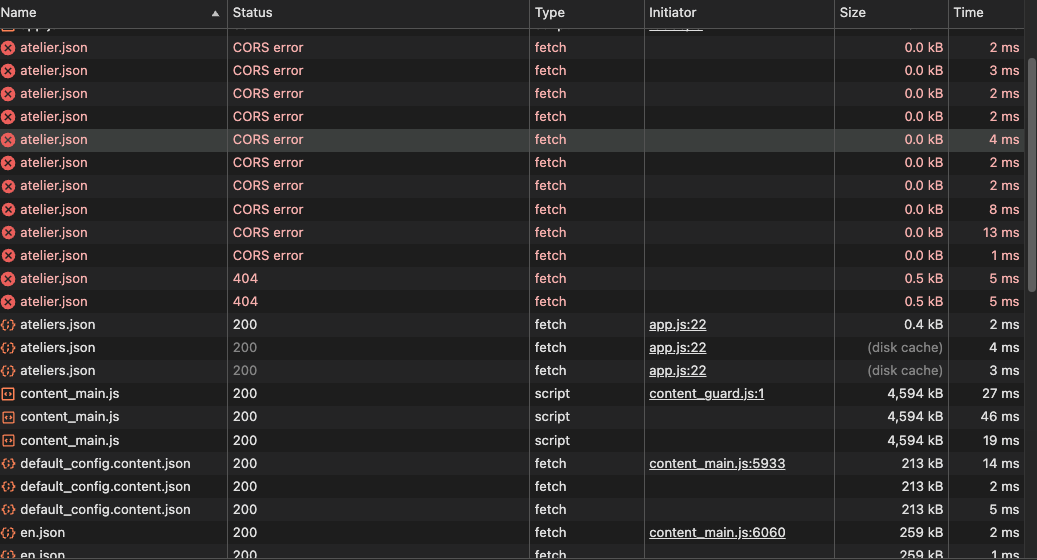 Name Status Type Initiator Size Time
atelier.json CORS error fetch 0.0 kB 2 ms
atelier.json CORS error fetch 0.0 kB 3 ms
atelier.json CORS error fetch 0.0 kB 2 ms
atelier.json CORS error fetch 0.0 kB 2 ms
atelier.json CORS error fetch 0.0 kB 4 ms
atelier.json CORS error fetch 0.0 kB 2 ms
atelier.json CORS error fetch 0.0 kB 2 ms
atelier.json CORS error fetch 0.0 kB 8 ms
atelier.json CORS error fetch 0.0 kB 13 ms
atelier.json CORS error fetch 0.0 kB 1 ms
atelier.json 404 fetch 0.5 kB 5 ms
atelier.json 404 fetch 0.5 kB 5 ms
ateliers.json 200 fetch app.js:22 0.4 kB 2 ms
ateliers.json 200 fetch app.js:22 (disk cache) 4 ms
ateliers.json 200 fetch app.js:22 (disk cache) 3 ms
content_main.js 200 script content_guard.js:1 4,594 kB 27 ms
content_main.js 200 script 4,594 kB 46 ms
content_main.js 200 script 4,594 kB 19 ms
default_config.content.json 200 fetch content_main.js:5933 213 kB 14 ms
default_config.content.json 200 fetch 213 kB 2 ms
default_config.content.json 200 fetch 213 kB 5 ms
en.json 200 fetch content_main.js:6060 259 kB 2 ms
en.json 200 fetch 259 kB 1 ms